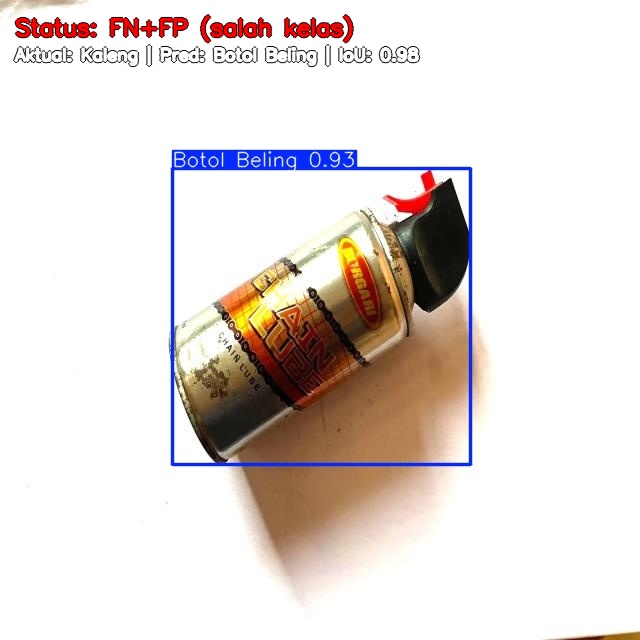 Status: FN+FP (salah kelas)
Aktual: Kaleng | Pred: Botol Beling | IoU: 0.98
Botol Beling 0.93
CHAIN
LUBE
CHAIN LUBE